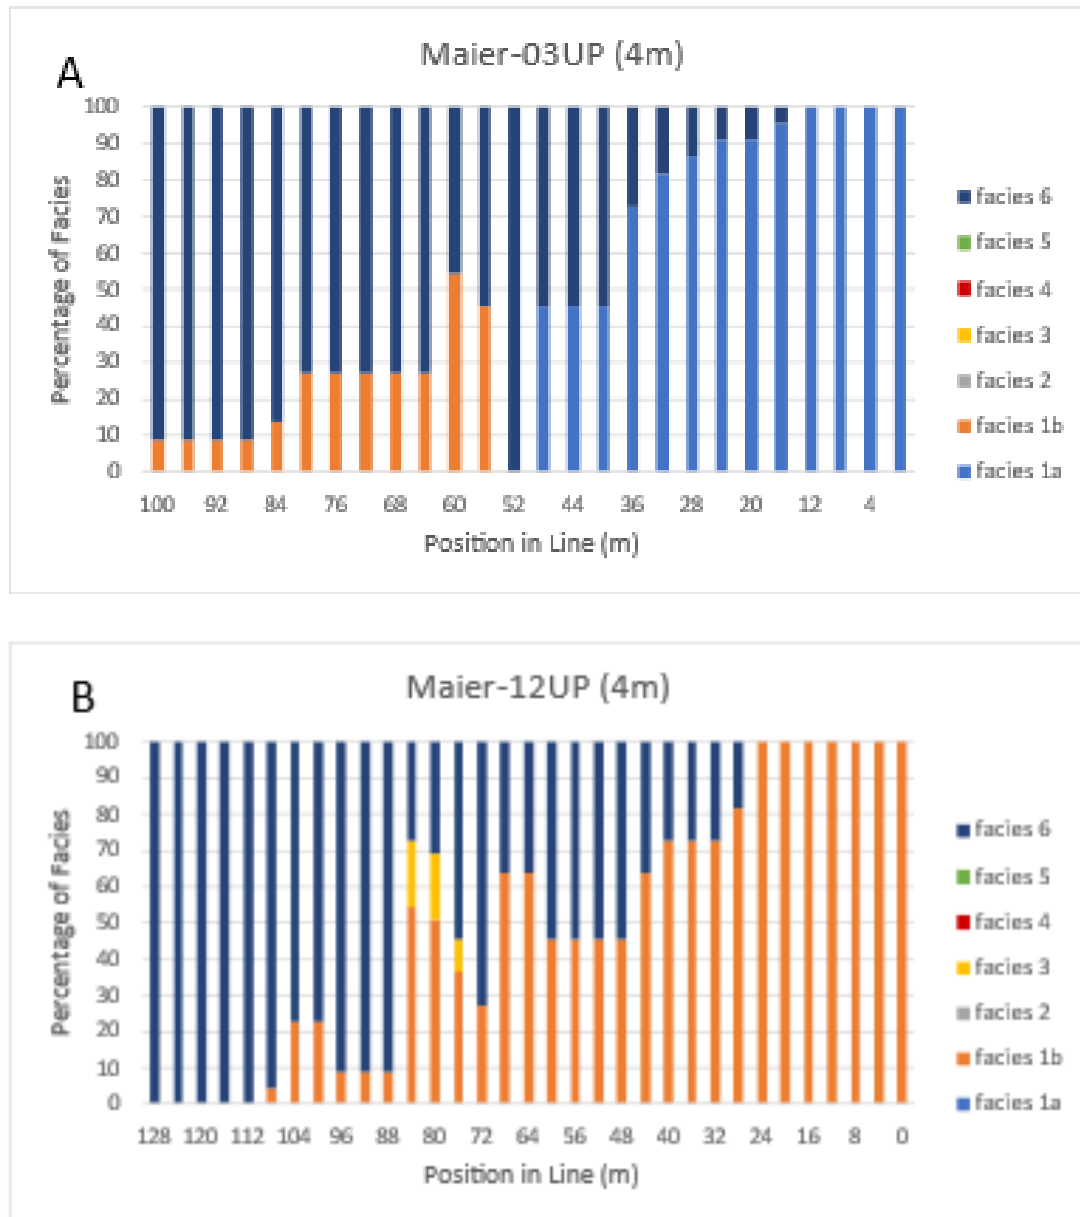 A
Maier-03UP (4m)
Percentage of Facies
100
90
80
70
60
50
40
30
20
10
0
100 92 84 76 68 60 52 44 36 28 20 12 4
Position in Line (m)
facies 6
facies 5
facies 4
facies 3
facies 2
facies 1b
facies 1a
B
Maier-12UP (4m)
Percentage of Facies
100
90
80
70
60
50
40
30
20
10
0
128 120 112 104 96 88 80 72 64 56 48 40 32 24 16 8 0
Position in Line (m)
facies 6
facies 5
facies 4
facies 3
facies 2
facies 1b
facies 1a